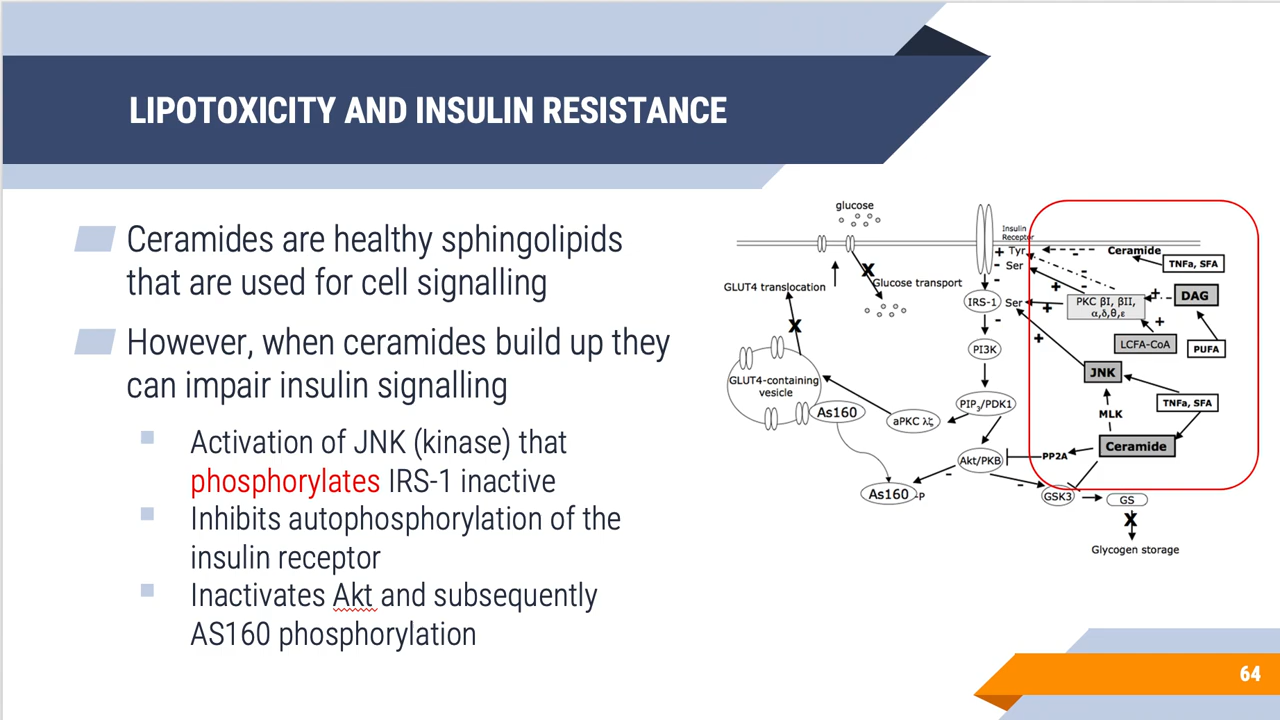 LIPOTOXICITY AND INSULIN RESISTANCE
Ceramides are healthy sphingolipids
that are used for cell signalling
However, when ceramides build up they
can impair insulin signalling
Activation of JNK (kinase) that
phosphorylates IRS-1 inactive
Inhibits autophosphorylation of the
insulin receptor
Inactivates Akt and subsequently
AS160 phosphorylation
glucose
Insulin
Receptor
+ Tyr
- Ser
Ceramide
TNFa, SFA
X
Glucose transport
GLUT4 translocation
X
IRS-1
Ser
PKC βI, βII,
α,δ,θ,ε
DAG
LCFA-CoA
PUFA
PI3K
JNK
GLUT4-containing
vesicle
As160
aPKC λζ
PIP3/PDK1
TNFa, SFA
MLK
Ceramide
Akt/PKB
PP2A
As160
-P
GSK3
GS
X
Glycogen storage
64